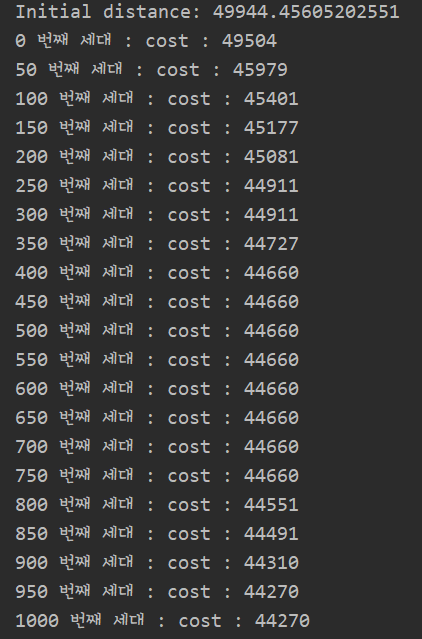 Initial distance: 49944.45605202551
0 번째 세대 : cost : 49504
50 번째 세대 : cost : 45979
100 번째 세대 : cost : 45401
150 번째 세대 : cost : 45177
200 번째 세대 : cost : 45081
250 번째 세대 : cost : 44911
300 번째 세대 : cost : 44911
350 번째 세대 : cost : 44727
400 번째 세대 : cost : 44660
450 번째 세대 : cost : 44660
500 번째 세대 : cost : 44660
550 번째 세대 : cost : 44660
600 번째 세대 : cost : 44660
650 번째 세대 : cost : 44660
700 번째 세대 : cost : 44660
750 번째 세대 : cost : 44660
800 번째 세대 : cost : 44551
850 번째 세대 : cost : 44491
900 번째 세대 : cost : 44310
950 번째 세대 : cost : 44270
1000 번째 세대 : cost : 44270